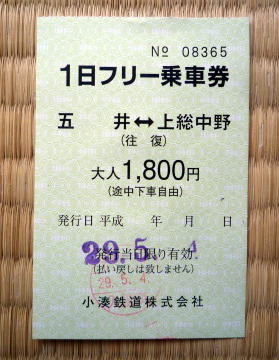 № 08365
1日フリー乗車券
五 井↔上総中野
(往 復)
大人1,800円
(途中下車自由)
発行日 平成 年 月 日
29.5.-4.
発行当日限り有効
(払い戻しは致しません)
29. 5. 4.
小湊鉄道株式会社